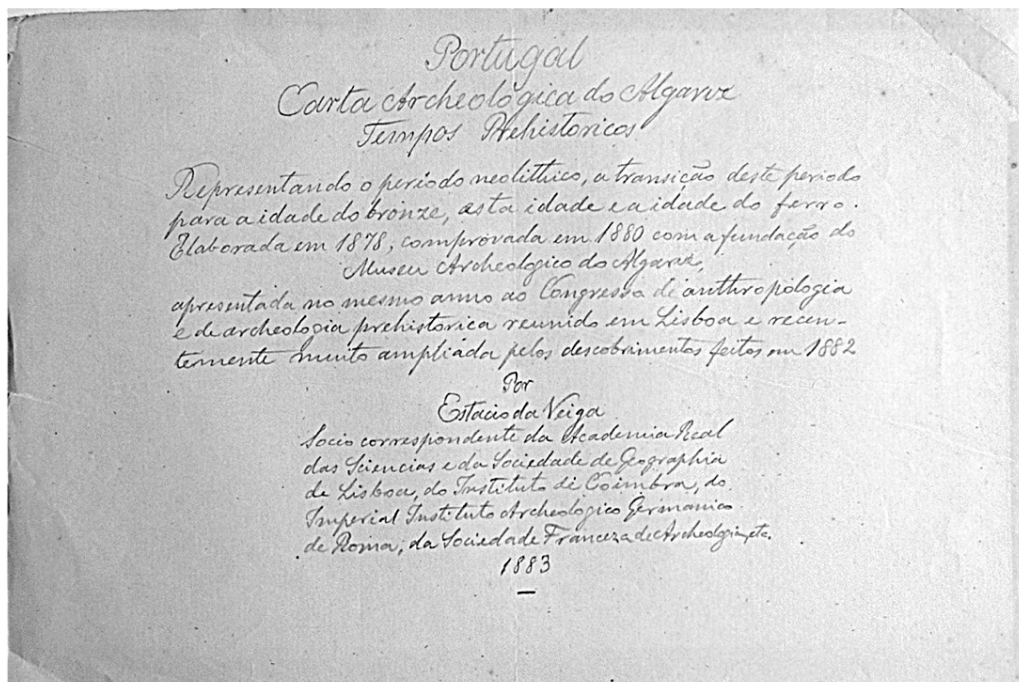 Portugal
Carta Archeológica do Algarve
Tempos Prehistoricos
Representando o período neolithico, a transição deste periodo
para a idade do bronze, esta idade e a idade do ferro.
Elaborada em 1878, comprovada em 1880 com a fundação do
Museu Archeologico do Algarve,
apresentada no mesmo anno ao Congresso de anthropologia
e de archeologia prehistorica reunido em Lisboa e recen-
temente muito ampliada pelos descobrimentos feitos em 1882
Por
Estacio da Veiga
Socio correspondente da Academia Real
das Sciencias e da Sociedade de Geographia
de Lisboa, do Instituto de Coimbra, do
Imperial Instituto Archeologico Germanico
de Roma, da Sociedade Franceza de Archeologia, etc.
1883